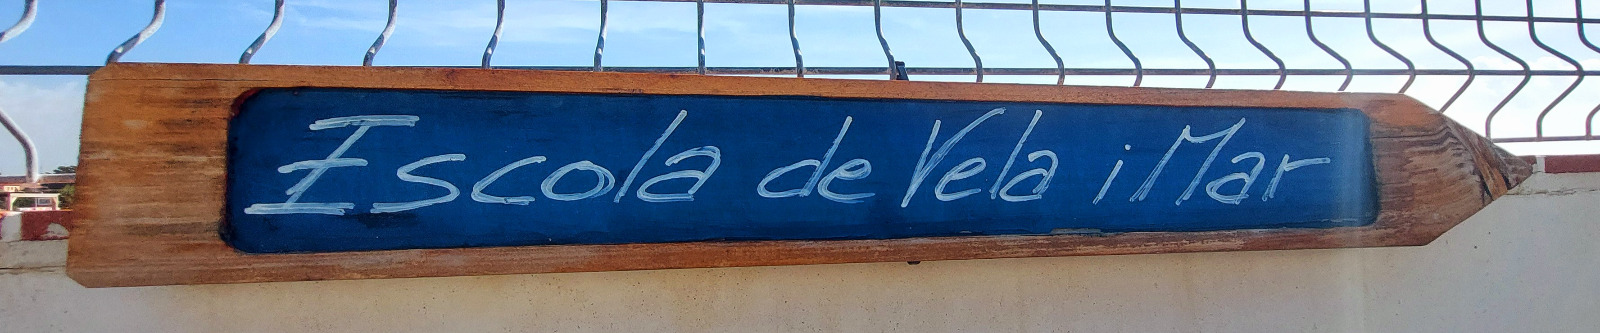 Escola de Vela i Mar